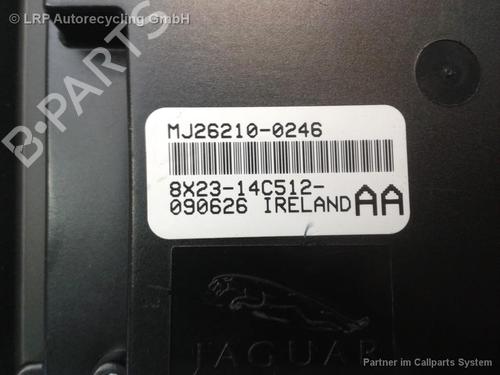 LRP Autorecycling GmbH
B-PARTS
MJ26210-0246
8X23-14C512-
090626 IRELAND AA
JAGUAR
Partner im Callparts System